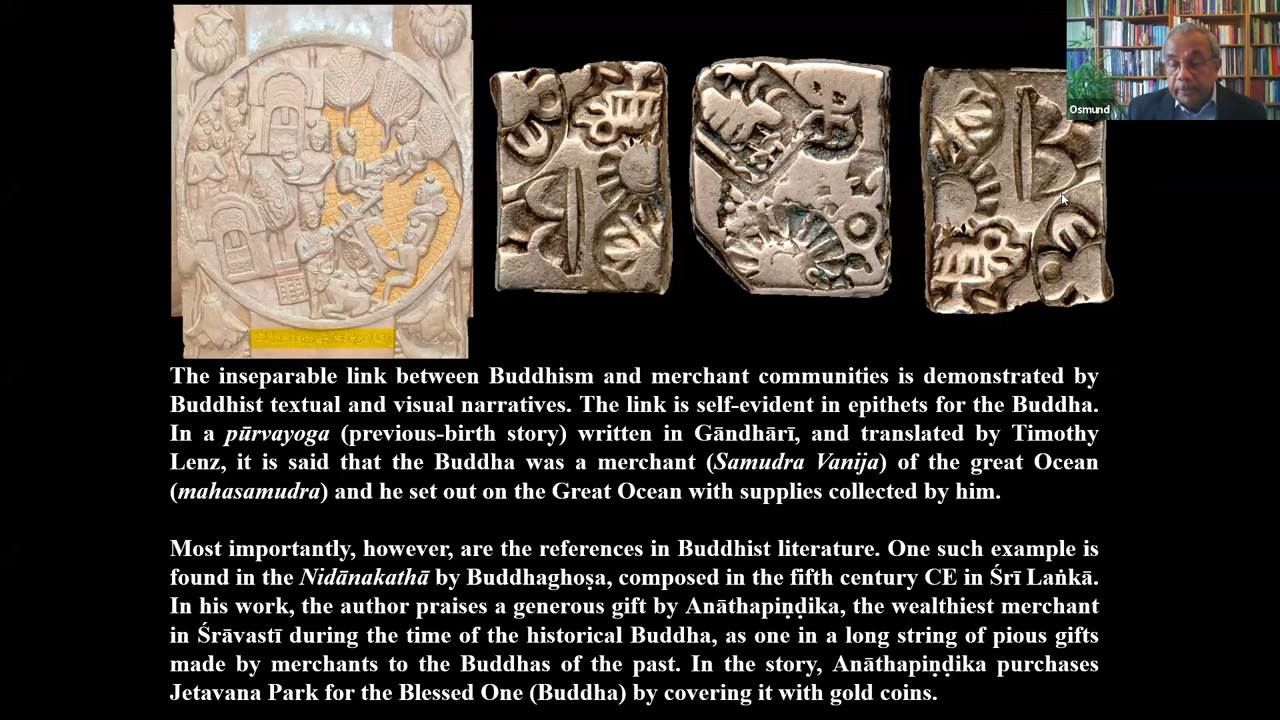 Osmund
The inseparable link between Buddhism and merchant communities is demonstrated by
Buddhist textual and visual narratives. The link is self-evident in epithets for the Buddha.
In a pūrvayoga (previous-birth story) written in Gāndhārī, and translated by Timothy
Lenz, it is said that the Buddha was a merchant (Samudra Vanija) of the great Ocean
(mahasamudra) and he set out on the Great Ocean with supplies collected by him.
Most importantly, however, are the references in Buddhist literature. One such example is
found in the Nidānakathā by Buddhaghoṣa, composed in the fifth century CE in Śrī Laṅkā.
In his work, the author praises a generous gift by Anāthapiṇḍika, the wealthiest merchant
in Śrāvastī during the time of the historical Buddha, as one in a long string of pious gifts
made by merchants to the Buddhas of the past. In the story, Anāthapiṇḍika purchases
Jetavana Park for the Blessed One (Buddha) by covering it with gold coins.